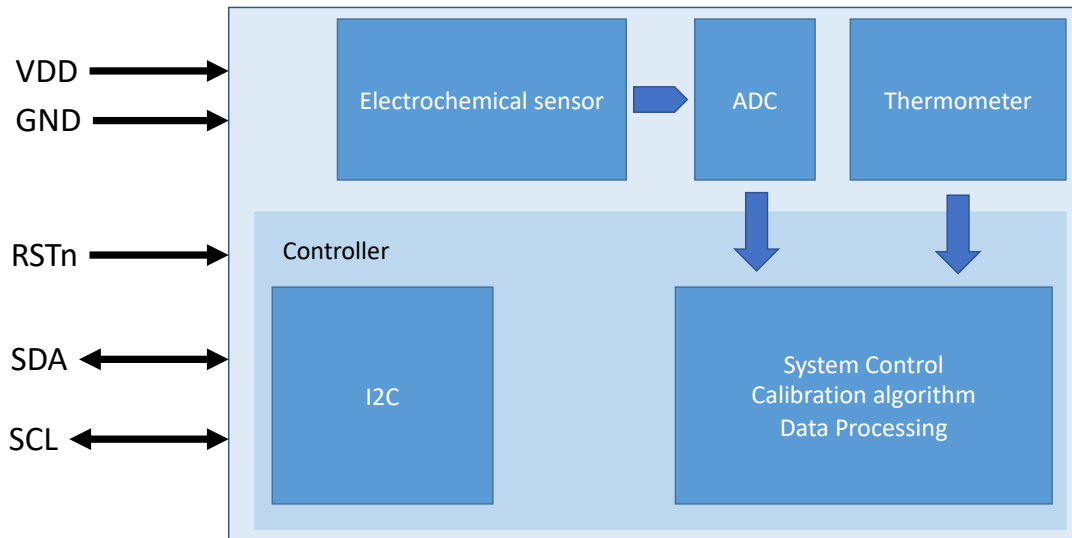 VDD
GND
RSTn
SDA
SCL
Electrochemical sensor
ADC
Thermometer
Controller
I2C
System Control
Calibration algorithm
Data Processing